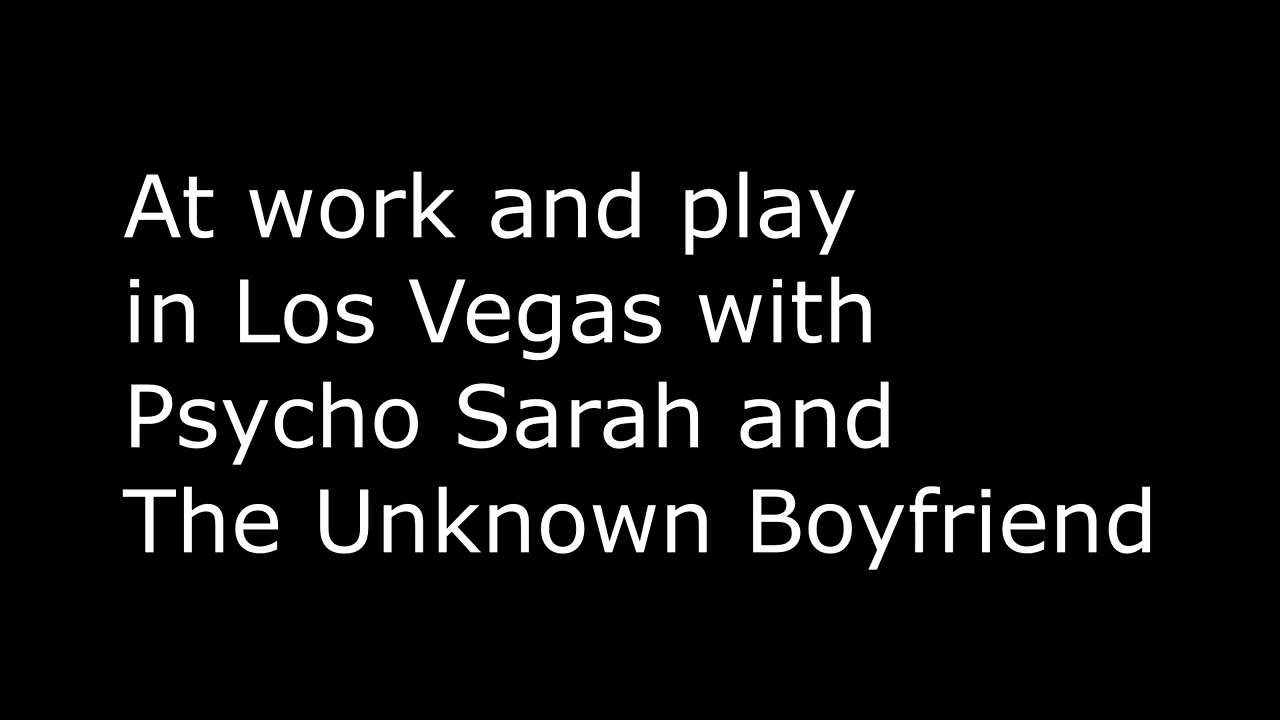 At work and play
in Los Vegas with
Psycho Sarah and
The Unknown Boyfriend